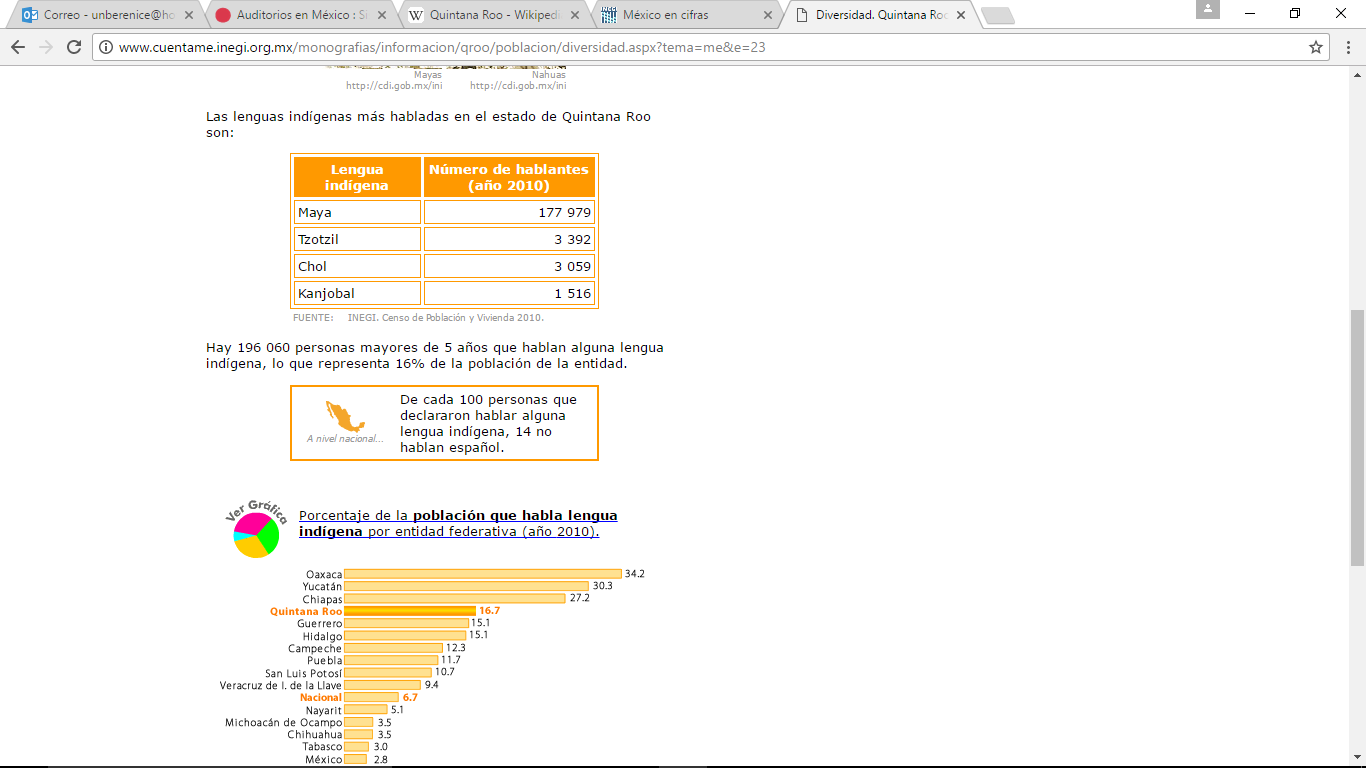 Correo - unberenice@ho
Auditorios en México : Si
Quintana Roo - Wikipedi
México en cifras
Diversidad. Quintana Roo
www.cuentame.inegi.org.mx/monografias/informacion/qroo/poblacion/diversidad.aspx?tema=me&e=23
Mayas Nahuas
http://cdi.gob.mx/ini http://cdi.gob.mx/ini
Las lenguas indígenas más habladas en el estado de Quintana Roo
son:
Lengua Número de hablantes
indígena (año 2010)
Maya 177 979
Tzotzil 3 392
Chol 3 059
Kanjobal 1 516
FUENTE: INEGI. Censo de Población y Vivienda 2010.
Hay 196 060 personas mayores de 5 años que hablan alguna lengua
indígena, lo que representa 16% de la población de la entidad.
A nivel nacional...
De cada 100 personas que
declararon hablar alguna
lengua indígena, 14 no
hablan español.
Ver Gráfica
Porcentaje de la población que habla lengua
indígena por entidad federativa (año 2010).
Oaxaca 34.2
Yucatán 30.3
Chiapas 27.2
Quintana Roo 16.7
Guerrero 15.1
Hidalgo 15.1
Campeche 12.3
Puebla 11.7
San Luis Potosí 10.7
Veracruz de I. de la Llave 9.4
Nacional 6.7
Nayarit 5.1
Michoacán de Ocampo 3.5
Chihuahua 3.5
Tabasco 3.0
México 2.8